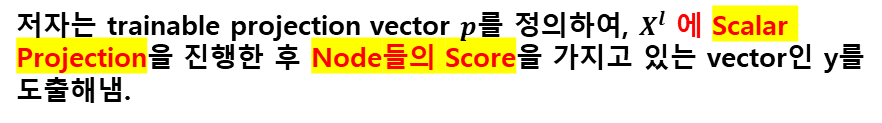 저자는 trainable projection vector p를 정의하여, Xˡ 에 Scalar
Projection을 진행한 후 Node들의 Score을 가지고 있는 vector인 y를
도출해냄.